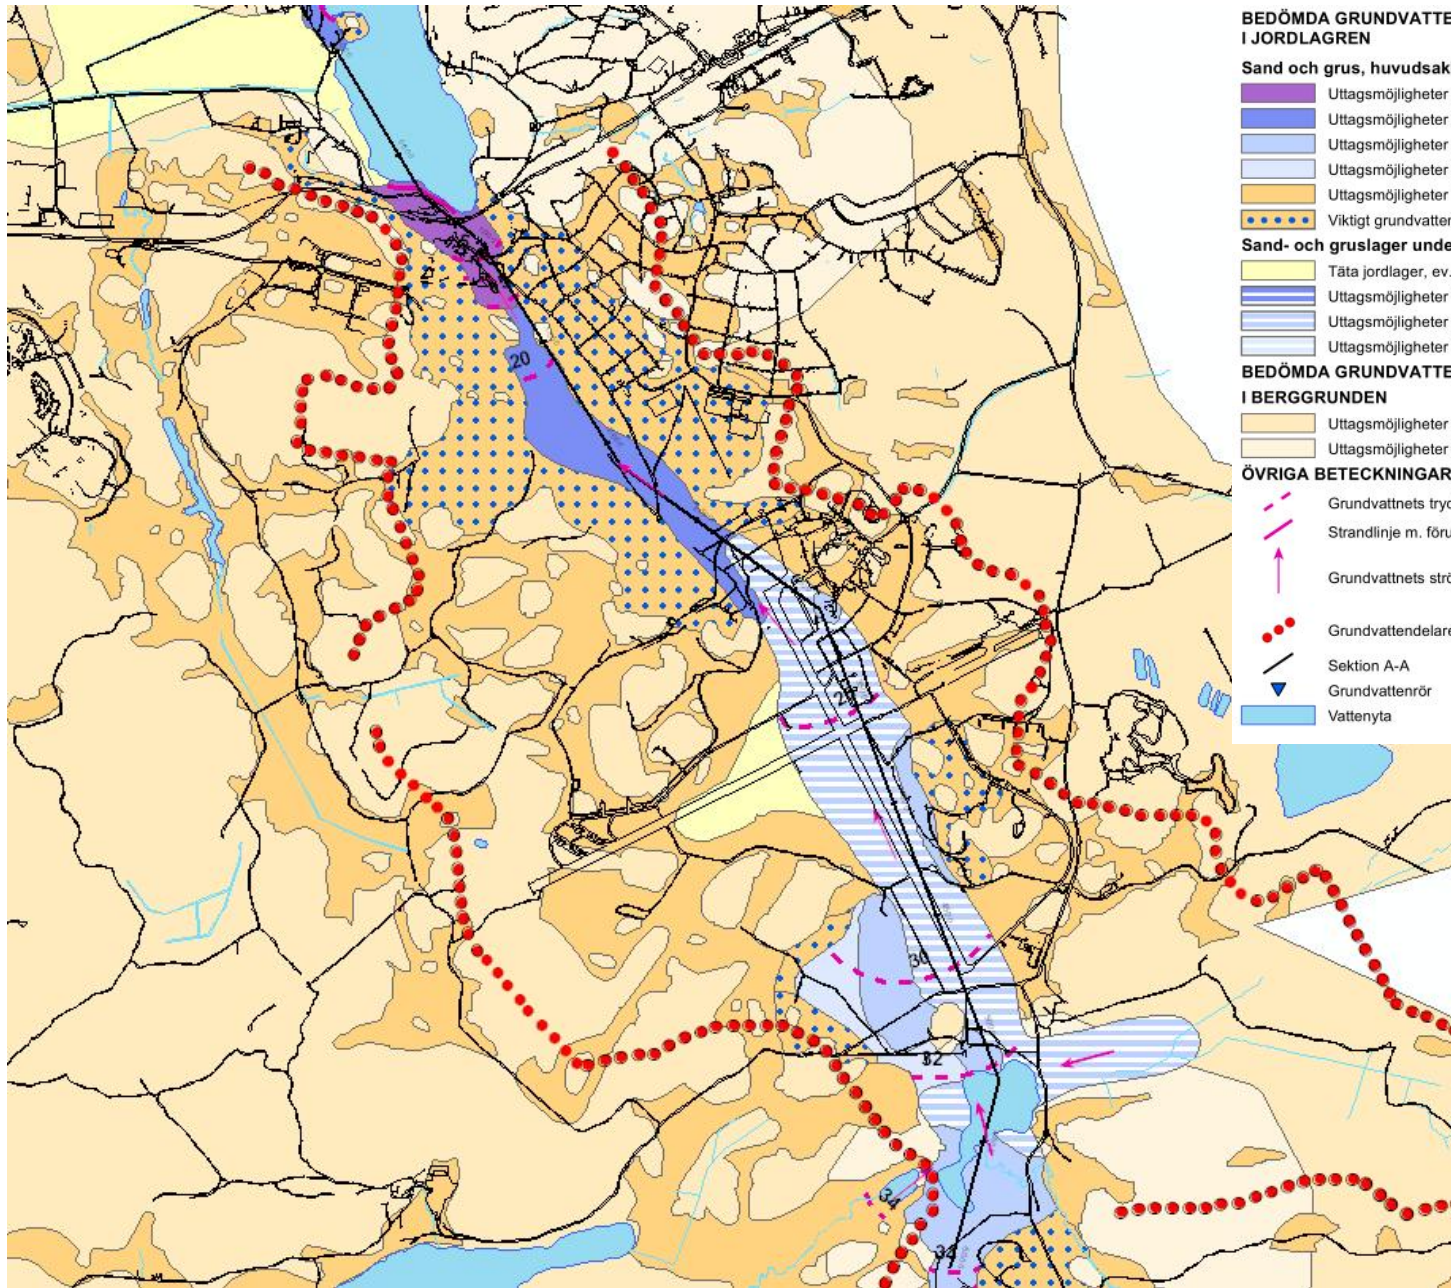 BEDÖMDA GRUNDVATTE
I JORDLAGREN
Sand och grus, huvudsak
Uttagsmöjligheter
Uttagsmöjligheter
Uttagsmöjligheter
Uttagsmöjligheter
Uttagsmöjligheter
Viktigt grundvatten
Sand- och gruslager unde
Täta jordlager, ev.
Uttagsmöjligheter
Uttagsmöjligheter
Uttagsmöjligheter
BEDÖMDA GRUNDVATTE
I BERGGRUNDEN
Uttagsmöjligheter
Uttagsmöjligheter
ÖVRIGA BETECKNINGAR
Grundvattnets tryc
Strandlinje m. föru
Grundvattnets strö
Grundvattendelare
Sektion A-A
Grundvattenrör
Vattenyta
20
30
32
34